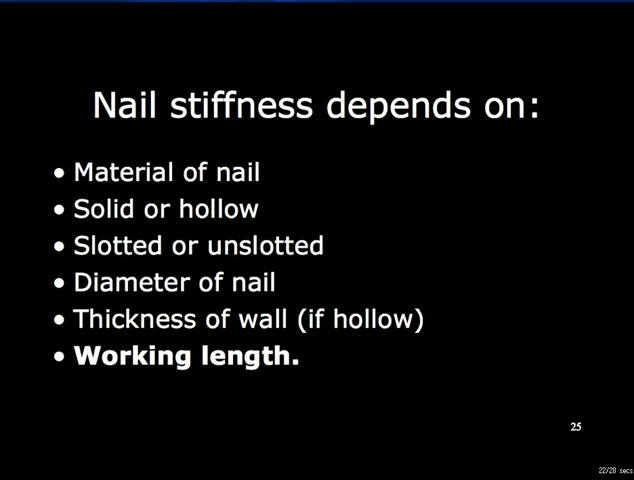 Nail stiffness depends on:
• Material of nail
• Solid or hollow
• Slotted or unslotted
• Diameter of nail
• Thickness of wall (if hollow)
• Working length.
25
22/28 secs